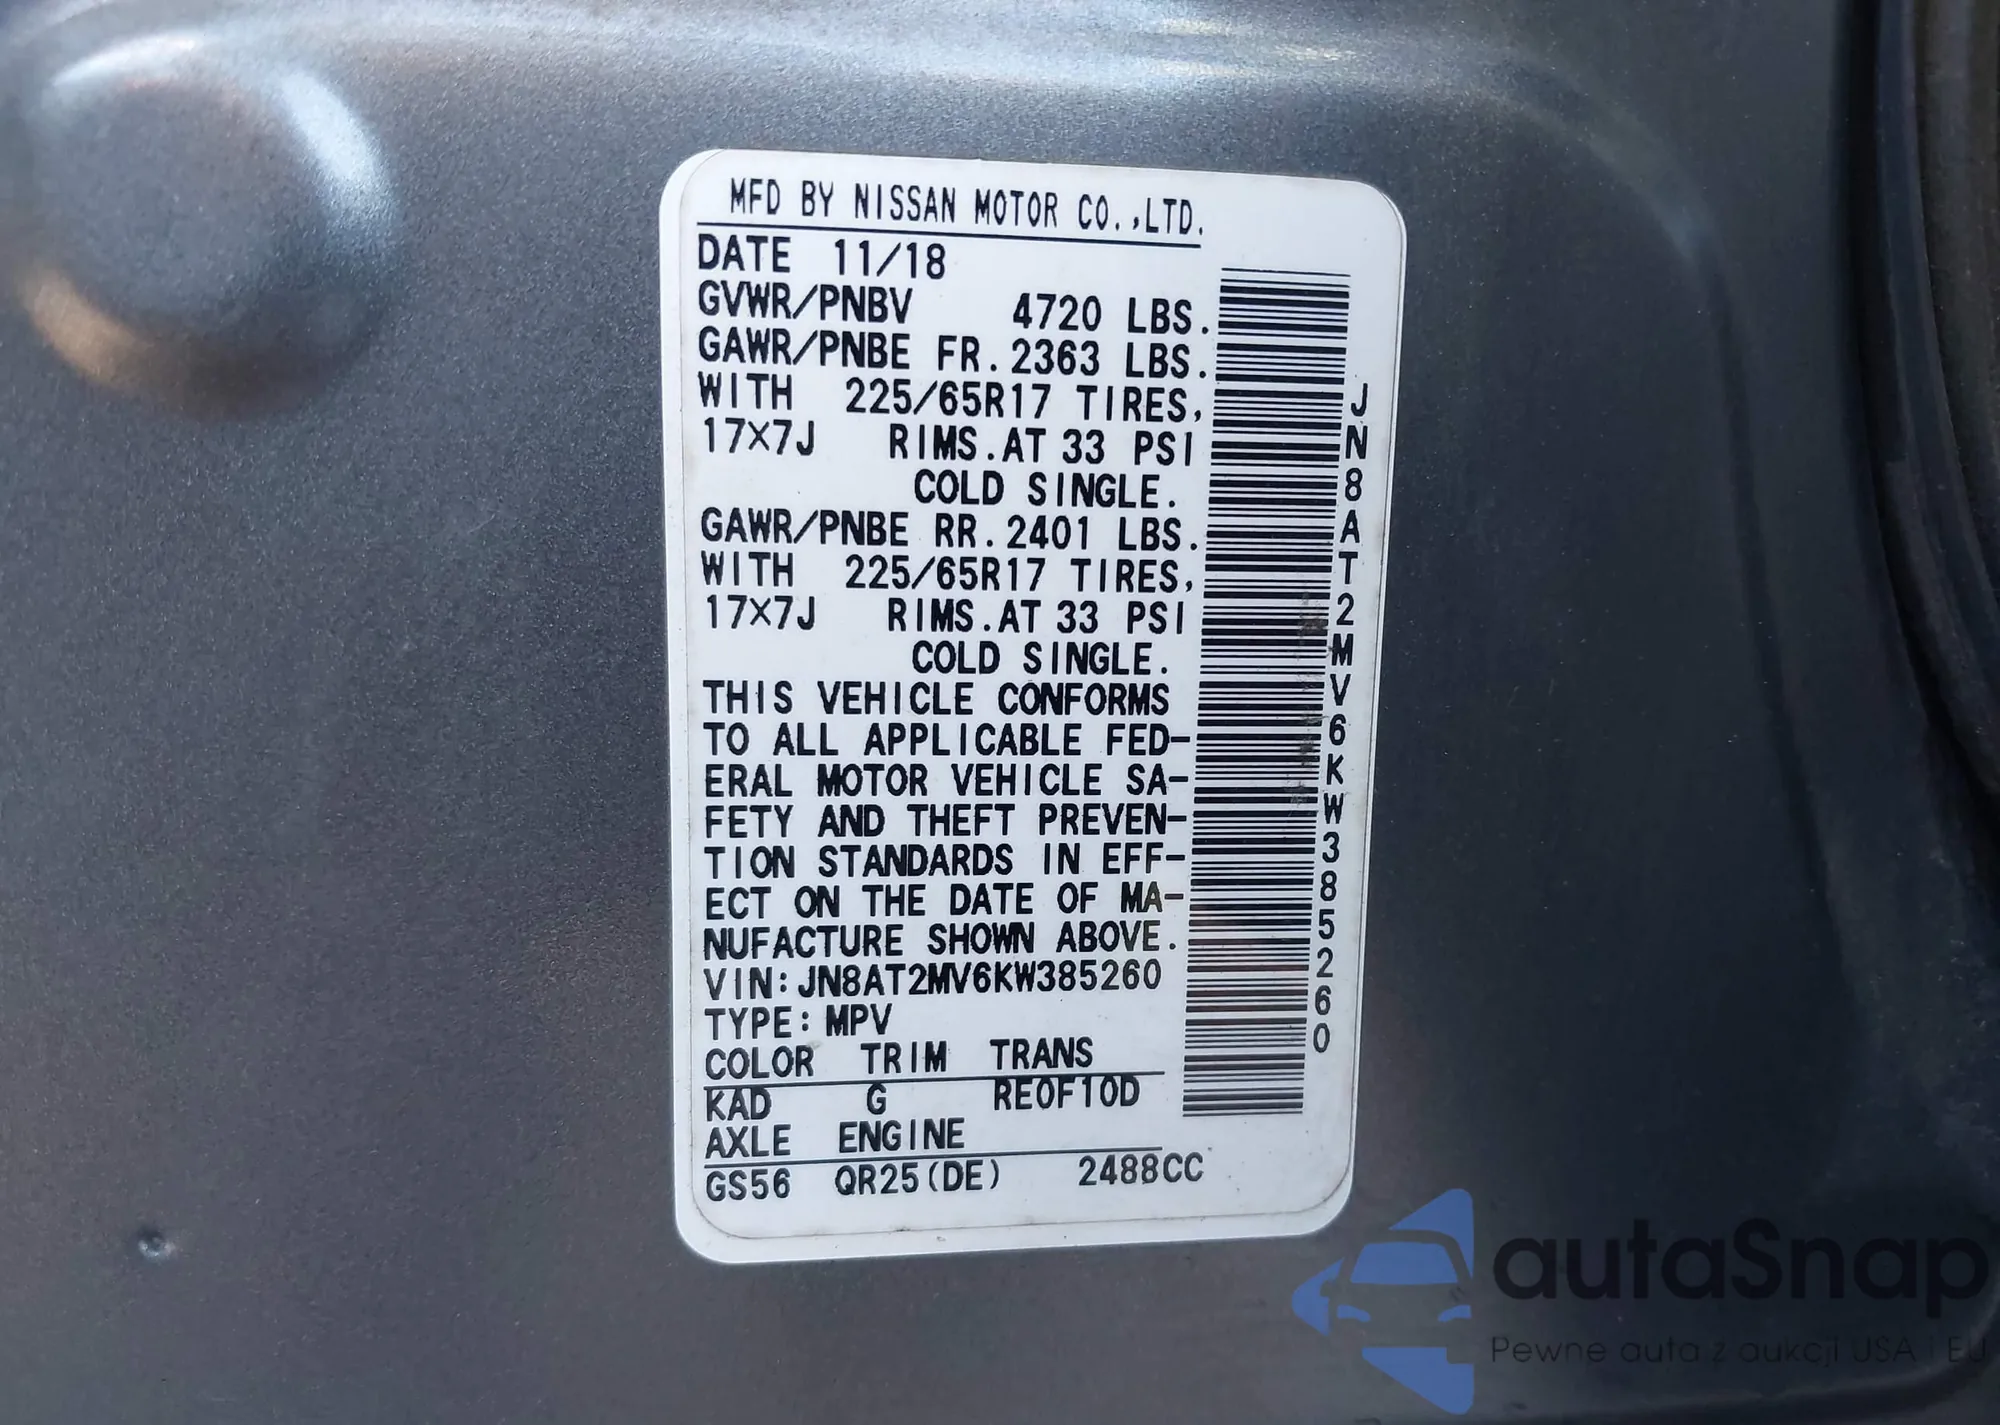 MFD BY NISSAN MOTOR CO.,LTD.
DATE 11/18
GVWR/PNBV 4720 LBS.
GAWR/PNBE FR. 2363 LBS.
WITH 225/65R17 TIRES,
17X7J RIMS.AT 33 PSI
COLD SINGLE.
GAWR/PNBE RR. 2401 LBS.
WITH 225/65R17 TIRES,
17X7J RIMS.AT 33 PSI
COLD SINGLE.
THIS VEHICLE CONFORMS
TO ALL APPLICABLE FED-
ERAL MOTOR VEHICLE SA-
FETY AND THEFT PREVEN-
TION STANDARDS IN EFF-
ECT ON THE DATE OF MA-
NUFACTURE SHOWN ABOVE.
VIN:JN8AT2MV6KW385260
TYPE:MPV
COLOR TRIM TRANS
KAD G RE0F10D
AXLE ENGINE
GS56 QR25(DE) 2488CC
JN8AT2MV6KW385260
autaSnap
Pewne auta z aukcji USA i EU